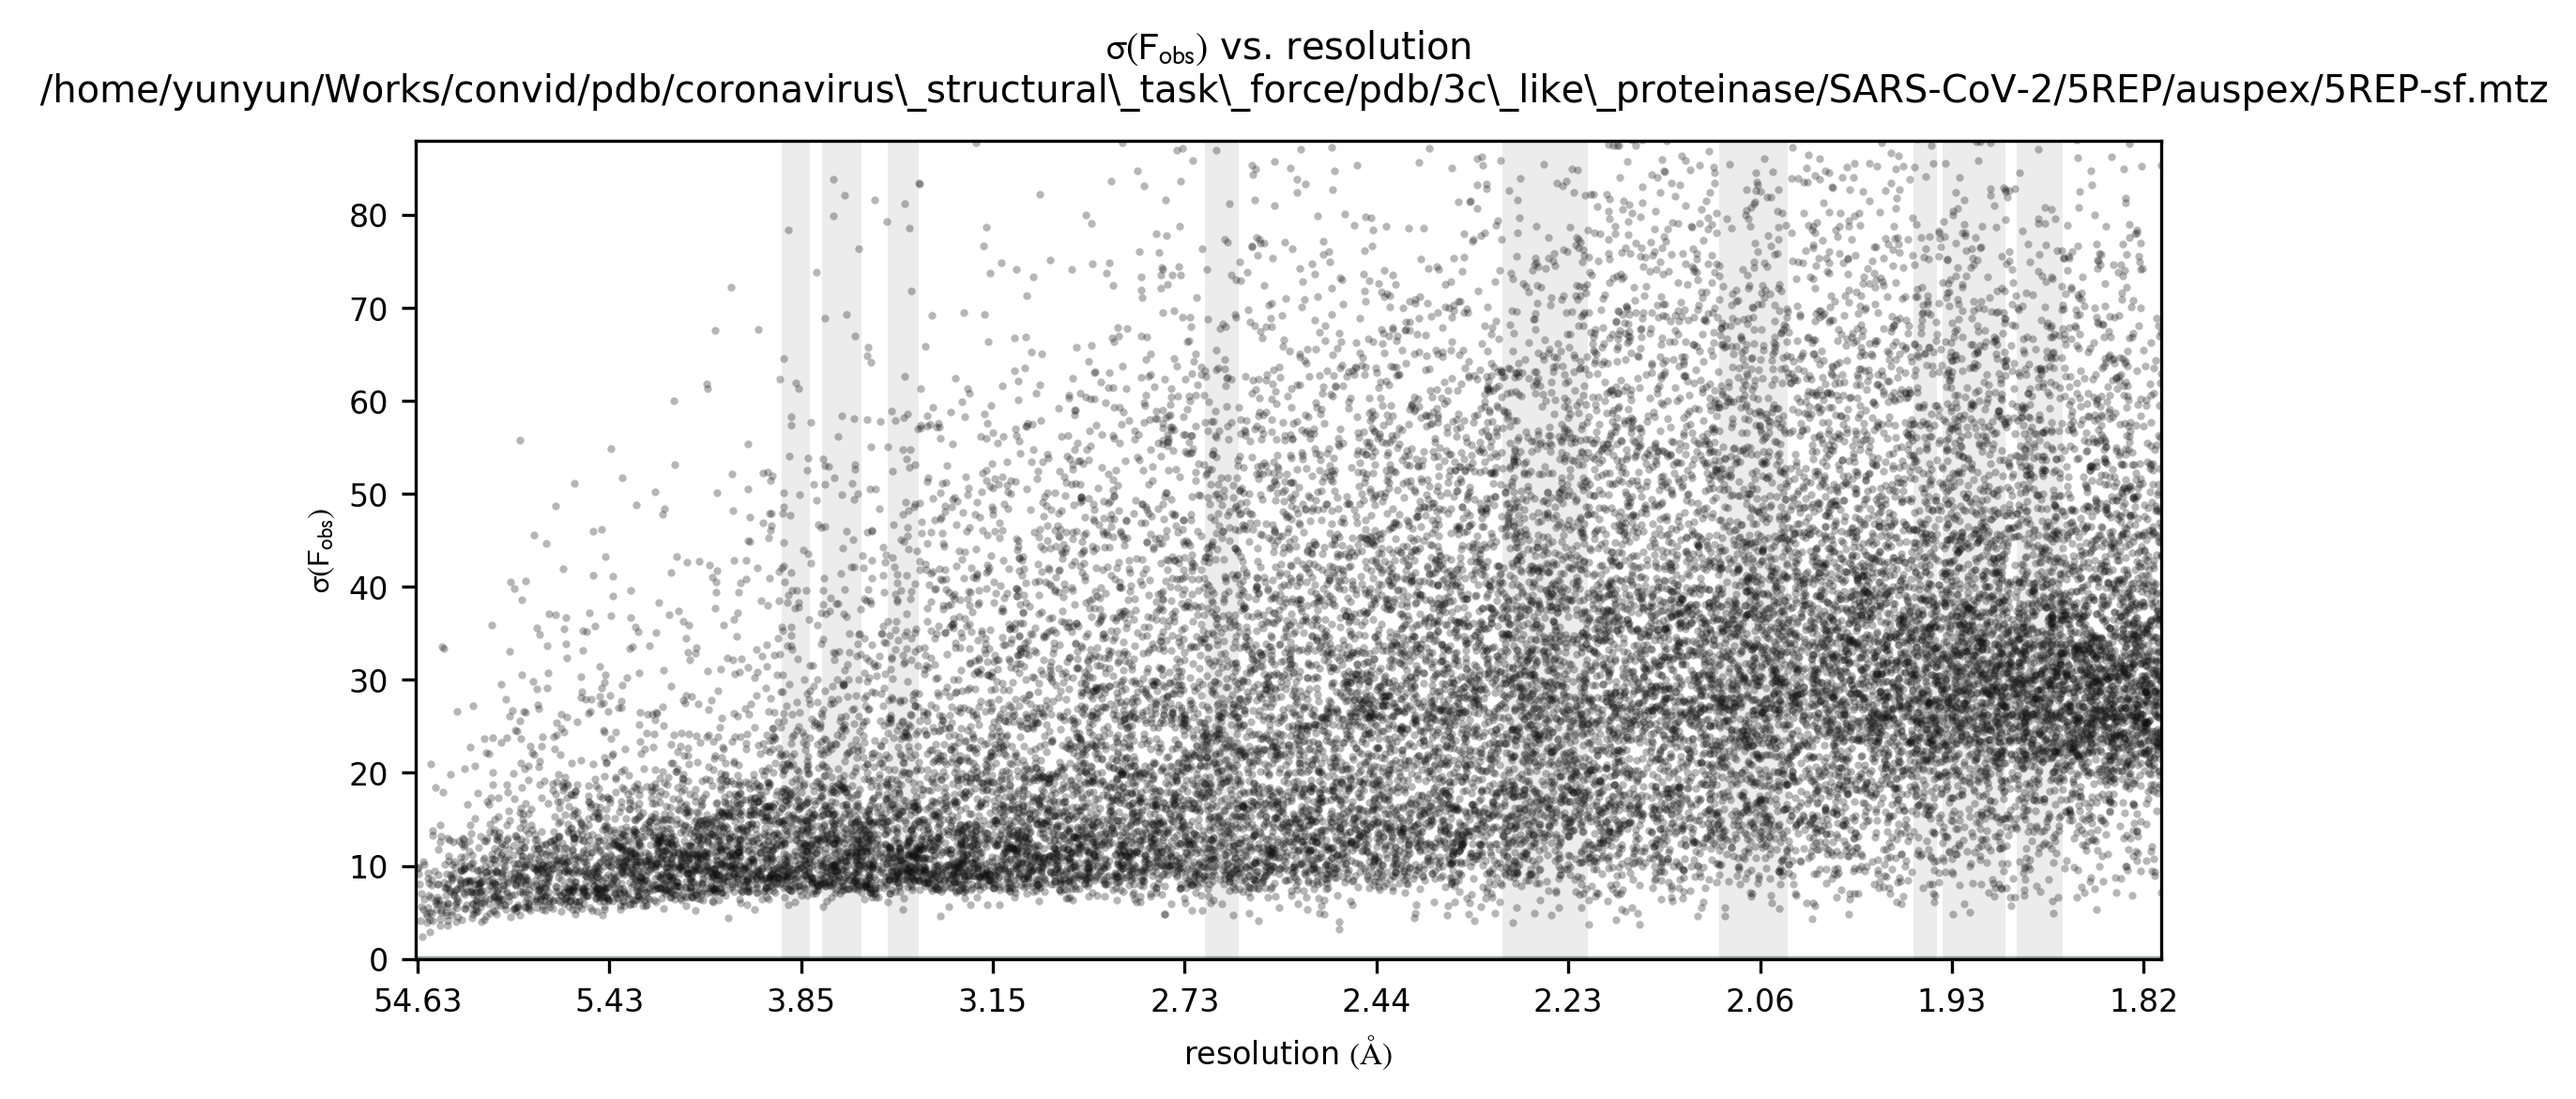 σ(Fobs) vs. resolution
/home/yunyun/Works/convid/pdb/coronavirus\_structural\_task\_force/pdb/3c\_like\_proteinase/SARS-CoV-2/5REP/auspex/5REP-sf.mtz
80
70
60
50
40
30
20
10
0
σ(Fobs)
54.63 5.43 3.85 3.15 2.73 2.44 2.23 2.06 1.93 1.82
resolution (Å)